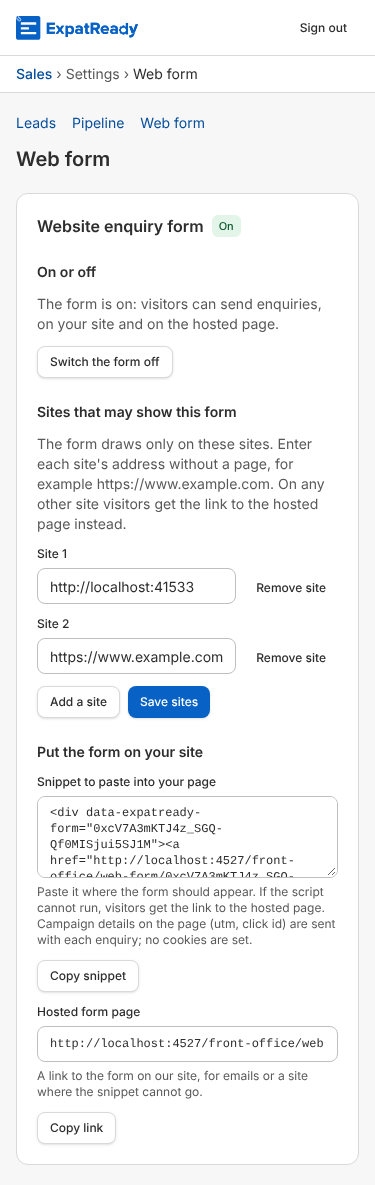 ExpatReady
Sign out
Sales › Settings › Web form
Leads Pipeline Web form
Web form
Website enquiry form On
On or off
The form is on: visitors can send enquiries,
on your site and on the hosted page.
Switch the form off
Sites that may show this form
The form draws only on these sites. Enter
each site's address without a page, for
example https://www.example.com. On any
other site visitors get the link to the hosted
page instead.
Site 1
http://localhost:41533 Remove site
Site 2
https://www.example.com Remove site
Add a site Save sites
Put the form on your site
Snippet to paste into your page
<div data-expatready-
form="0xcV7A3mKTJ4z_SGQ-
Qf0MISjui5SJ1M"><a
href="http://localhost:4527/front-
office/web-form/0xcV7A3mKTJ4z_SGQ-
Paste it where the form should appear. If the script
cannot run, visitors get the link to the hosted page.
Campaign details on the page (utm, click id) are sent
with each enquiry; no cookies are set.
Copy snippet
Hosted form page
http://localhost:4527/front-office/web
A link to the form on our site, for emails or a site
where the snippet cannot go.
Copy link